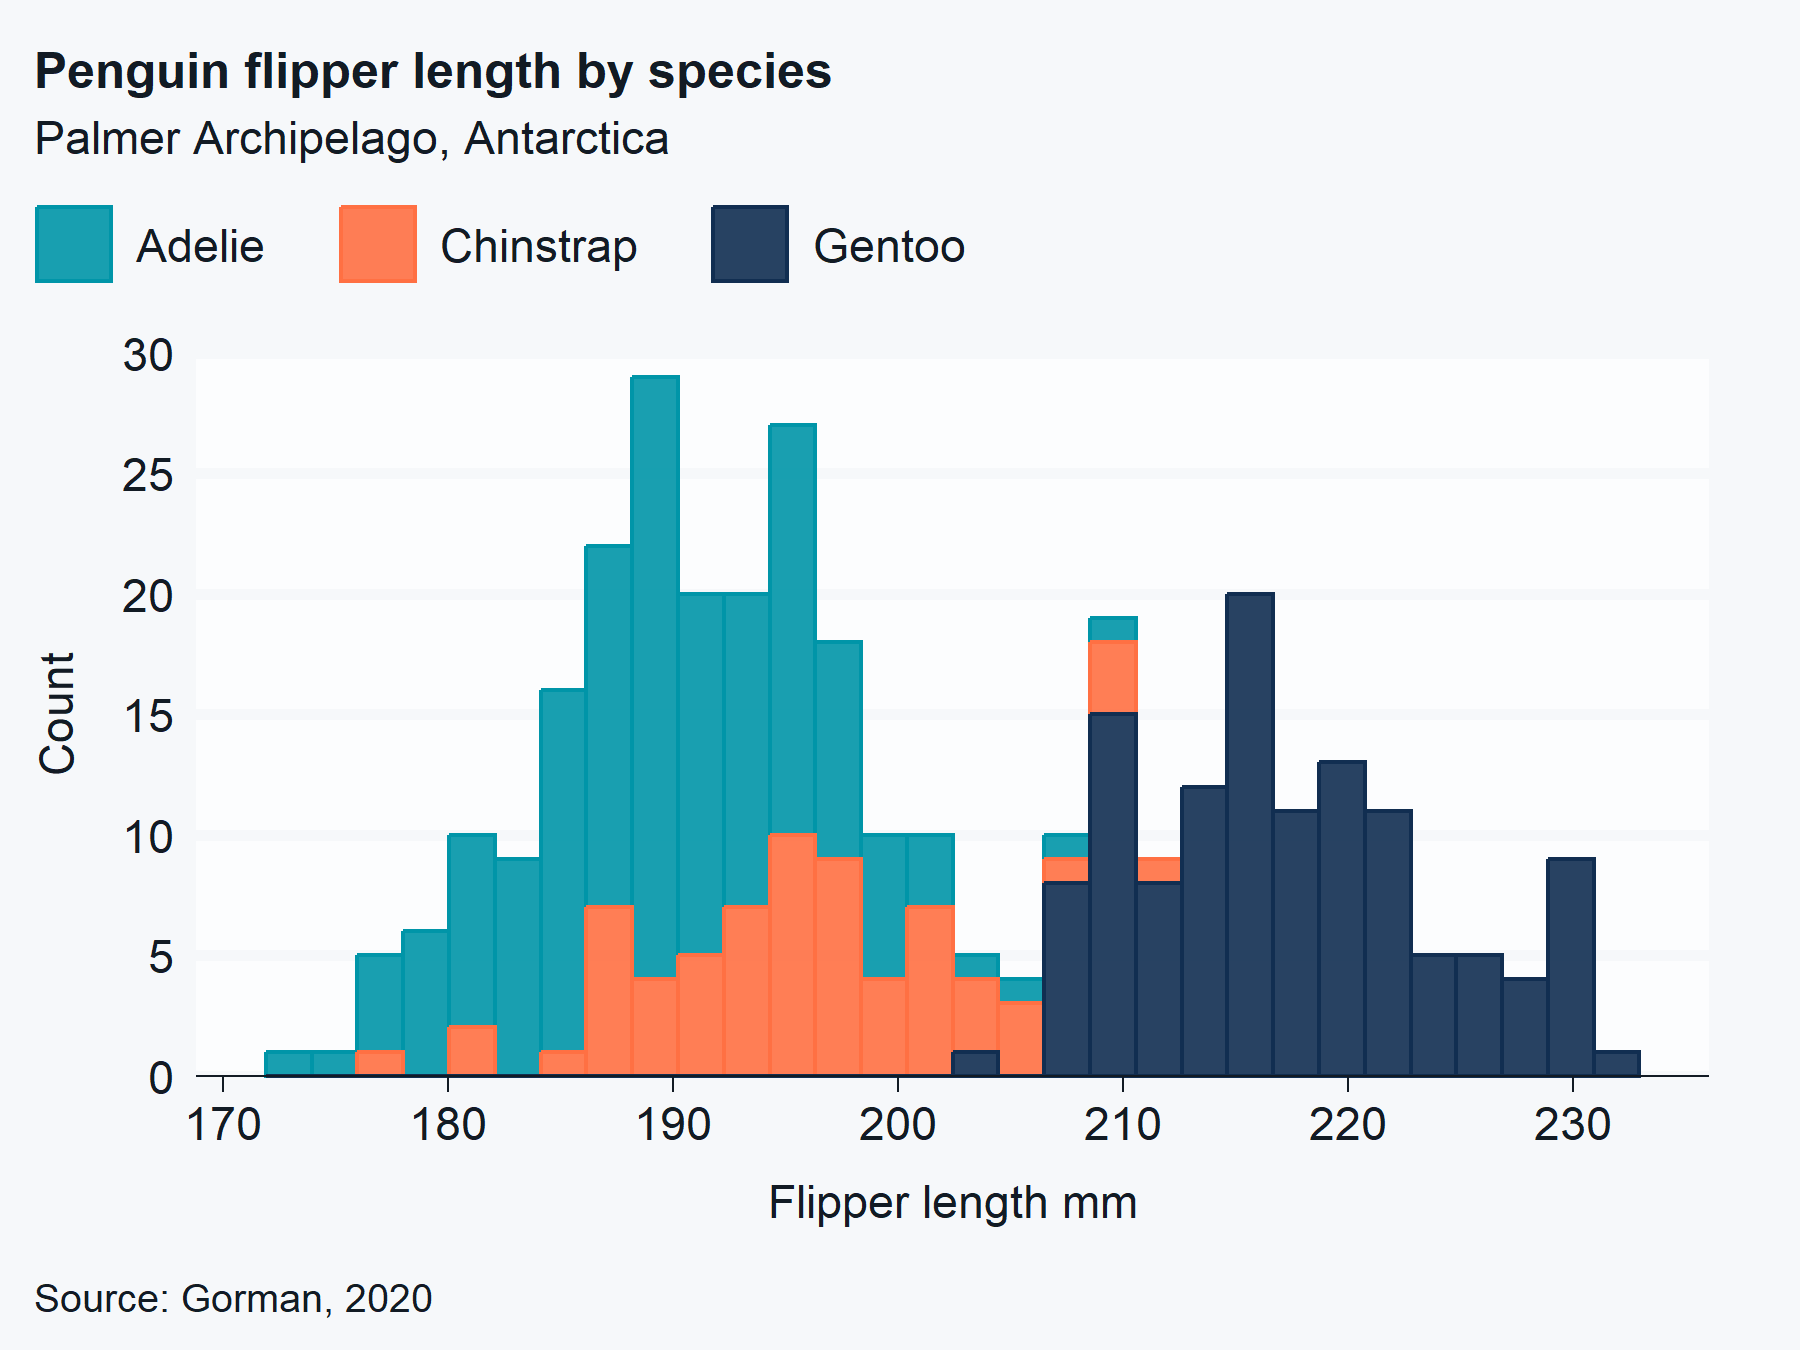 Penguin flipper length by species
Palmer Archipelago, Antarctica
Adelie Chinstrap Gentoo
30
25
20
15
10
5
0
Count
170 180 190 200 210 220 230
Flipper length mm
Source: Gorman, 2020